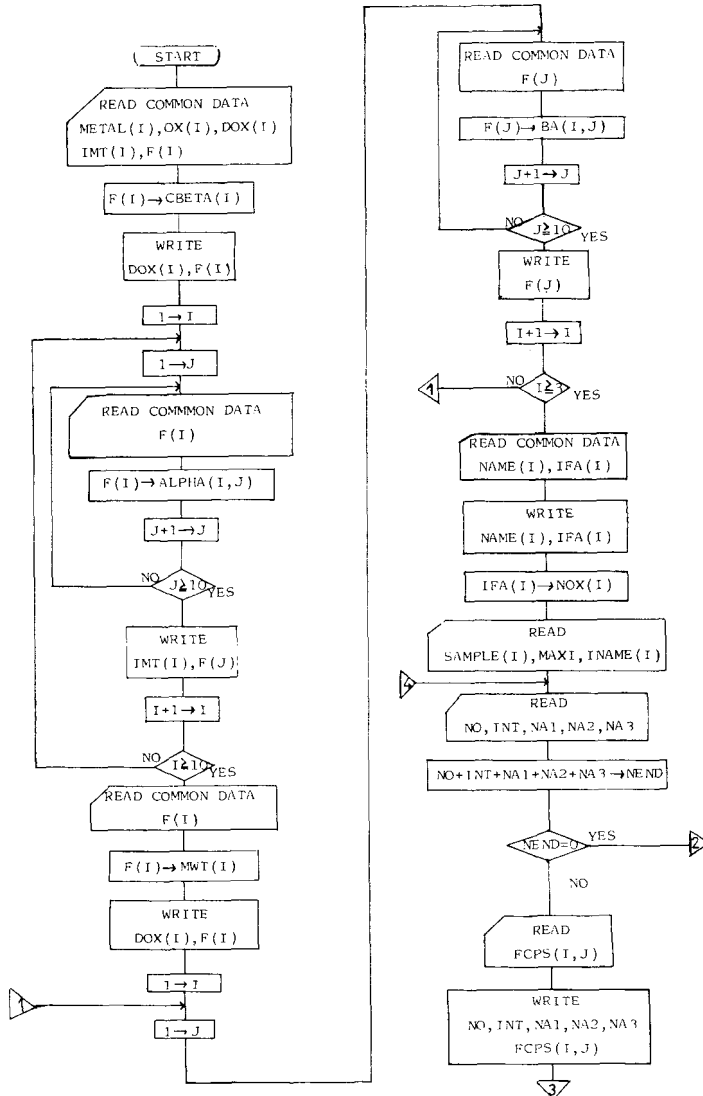 START
READ COMMON DATA
METAL(I),OX(I),DOX(I)
IMT(I),F(I)
F(I)→CBETA(I)
WRITE
DOX(I),F(I)
1→I
1→J
READ COMMMON DATA
F(I)
F(I)→ALPHA(I,J)
J+1→J
NO
J≧10
YES
WRITE
IMT(I),F(J)
I+1→I
NO
I≧10
YES
READ COMMON DATA
F(I)
F(I)→MWT(I)
WRITE
DOX(I),F(I)
1→I
1
1→J
READ COMMON DATA
F(J)
F(J)→BA(I,J)
J+1→J
NO
J≧10
YES
WRITE
F(J)
I+1→I
1
NO
I≧3
YES
READ COMMON DATA
NAME(I),IFA(I)
WRITE
NAME(I),IFA(I)
IFA(I)→NOX(I)
READ
SAMPLE(I),MAXI,INAME(I)
4
READ
NO,INT,NA1,NA2,NA3
NO+INT+NA1+NA2+NA3→NEND
NEND=0
YES
2
NO
READ
FCPS(I,J)
WRITE
NO,INT,NA1,NA2,NA3
FCPS(I,J)
3